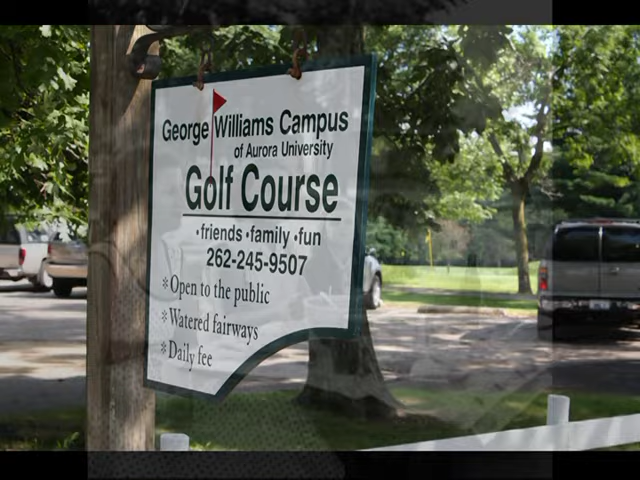 George Williams Campus
of Aurora University
Golf Course
•friends •family •fun
262-245-9507
*Open to the public
*Watered fairways
*Daily fee